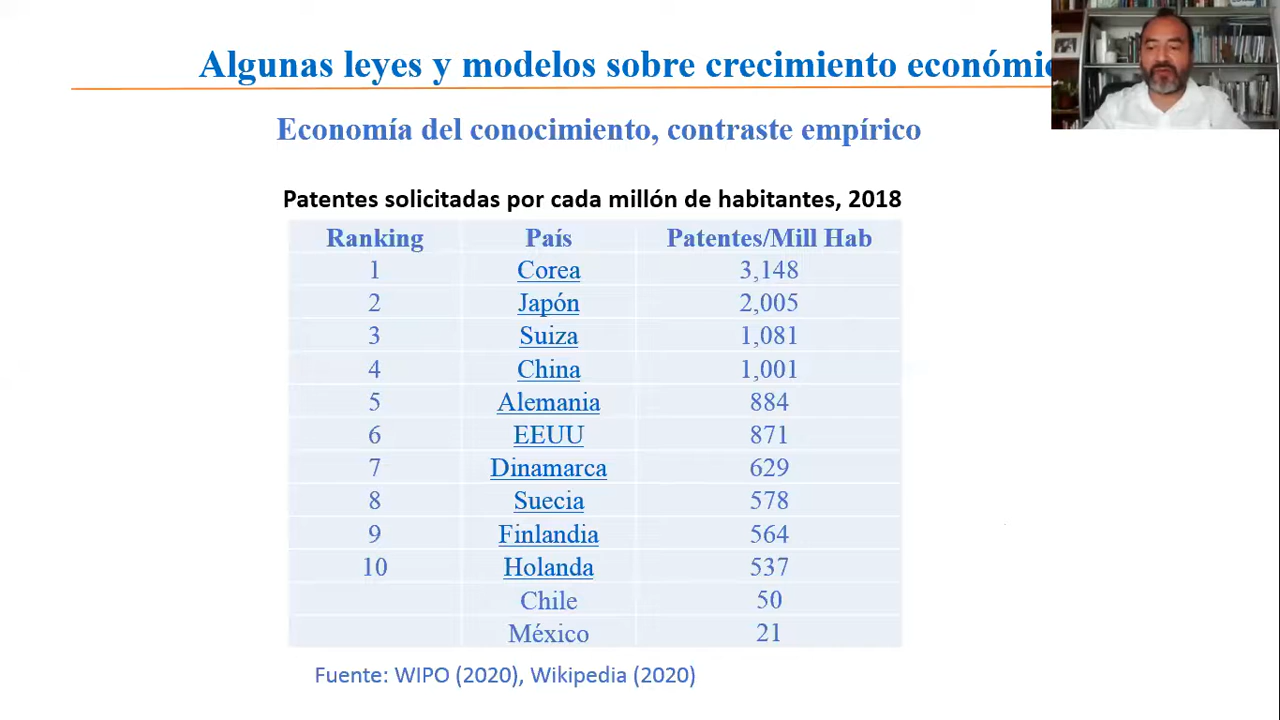 Algunas leyes y modelos sobre crecimiento económic
Economía del conocimiento, contraste empírico
Patentes solicitadas por cada millón de habitantes, 2018
Ranking País Patentes/Mill Hab
1 Corea 3,148
2 Japón 2,005
3 Suiza 1,081
4 China 1,001
5 Alemania 884
6 EEUU 871
7 Dinamarca 629
8 Suecia 578
9 Finlandia 564
10 Holanda 537
Chile 50
México 21
Fuente: WIPO (2020), Wikipedia (2020)